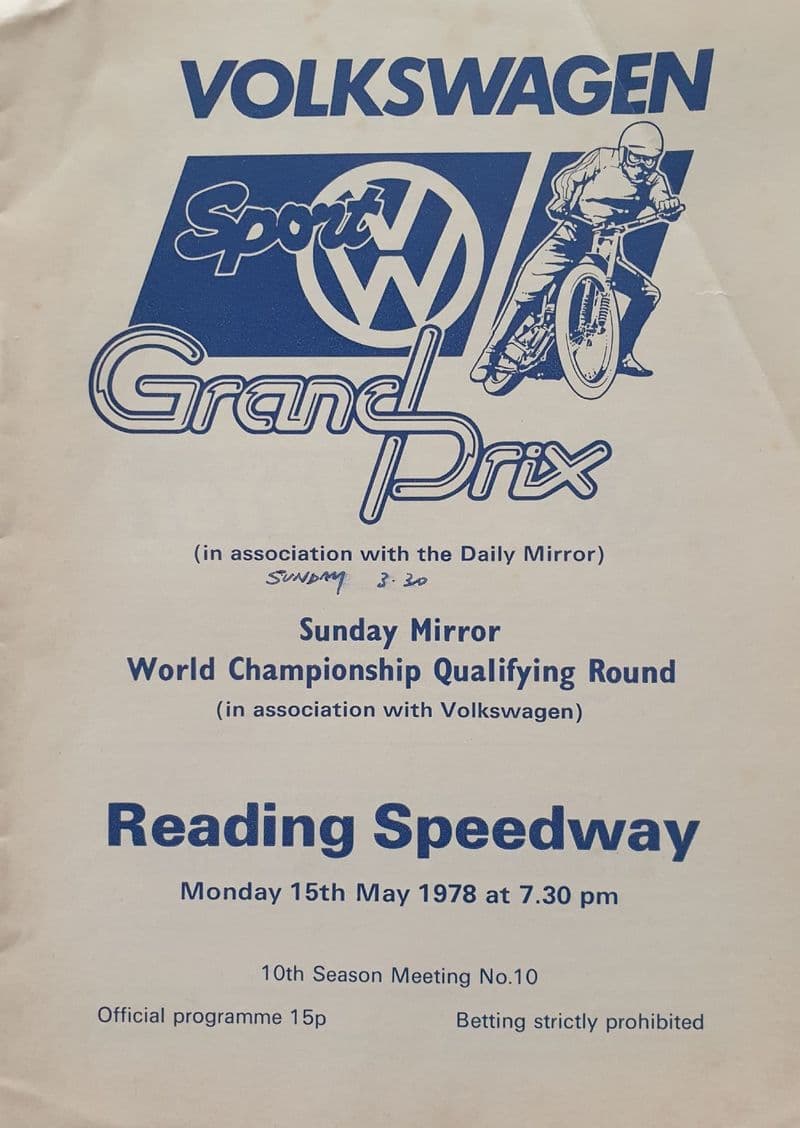 VOLKSWAGEN
Sport VW
Grand
Prix
(in association with the Daily Mirror)
SUNDAY 3.30
Sunday Mirror
World Championship Qualifying Round
(in association with Volkswagen)
Reading Speedway
Monday 15th May 1978 at 7.30 pm
10th Season Meeting No.10
Official programme 15p Betting strictly prohibited